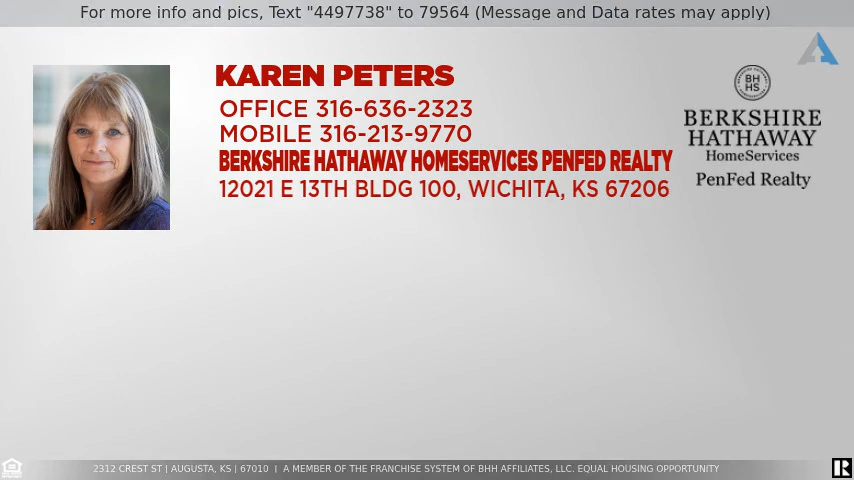 For more info and pics, Text "4497738" to 79564 (Message and Data rates may apply)
KAREN PETERS
OFFICE 316-636-2323
MOBILE 316-213-9770
BERKSHIRE HATHAWAY HOMESERVICES PENFED REALTY
12021 E 13TH BLDG 100, WICHITA, KS 67206
BH
HS
BERKSHIRE
HATHAWAY
HomeServices
PenFed Realty
2312 CREST ST | AUGUSTA, KS | 67010 | A MEMBER OF THE FRANCHISE SYSTEM OF BHH AFFILIATES, LLC. EQUAL HOUSING OPPORTUNITY